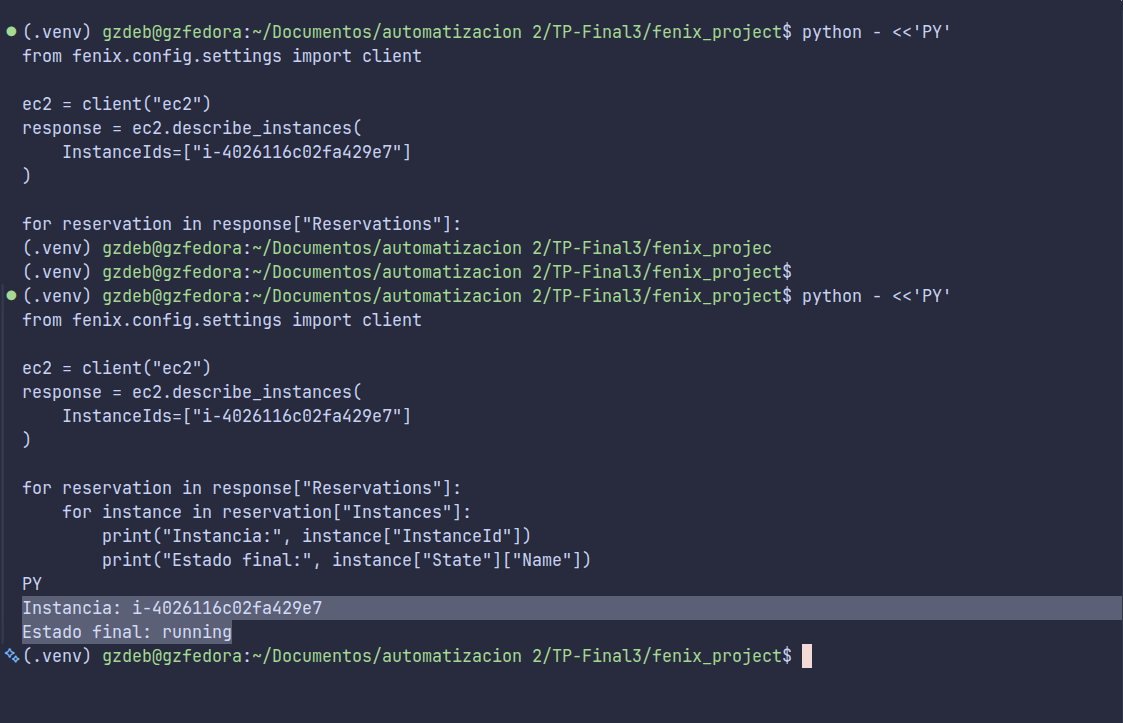 (.venv) gzdeb@gzfedora:~/Documentos/automatizacion 2/TP-Final3/fenix_project$ python - <<'PY'
from fenix.config.settings import client

ec2 = client("ec2")
response = ec2.describe_instances(
    InstanceIds=["i-4026116c02fa429e7"]
)

for reservation in response["Reservations"]:
(.venv) gzdeb@gzfedora:~/Documentos/automatizacion 2/TP-Final3/fenix_projec
(.venv) gzdeb@gzfedora:~/Documentos/automatizacion 2/TP-Final3/fenix_project$
(.venv) gzdeb@gzfedora:~/Documentos/automatizacion 2/TP-Final3/fenix_project$ python - <<'PY'
from fenix.config.settings import client

ec2 = client("ec2")
response = ec2.describe_instances(
    InstanceIds=["i-4026116c02fa429e7"]
)

for reservation in response["Reservations"]:
    for instance in reservation["Instances"]:
        print("Instancia:", instance["InstanceId"])
        print("Estado final:", instance["State"]["Name"])
PY
Instancia: i-4026116c02fa429e7
Estado final: running
(.venv) gzdeb@gzfedora:~/Documentos/automatizacion 2/TP-Final3/fenix_project$